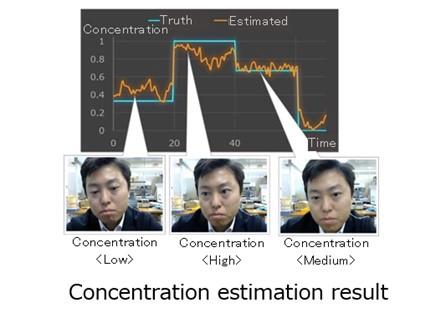 Truth Estimated
Concentration
1
0.8
0.6
0.4
0.2
0
0 20 40 Time
Concentration Concentration Concentration
<Low> <High> <Medium>
Concentration estimation result